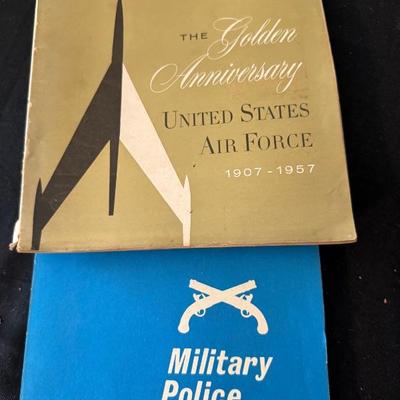 THE Golden
Anniversary
UNITED STATES
AIR FORCE
1907-1957
Military
Police